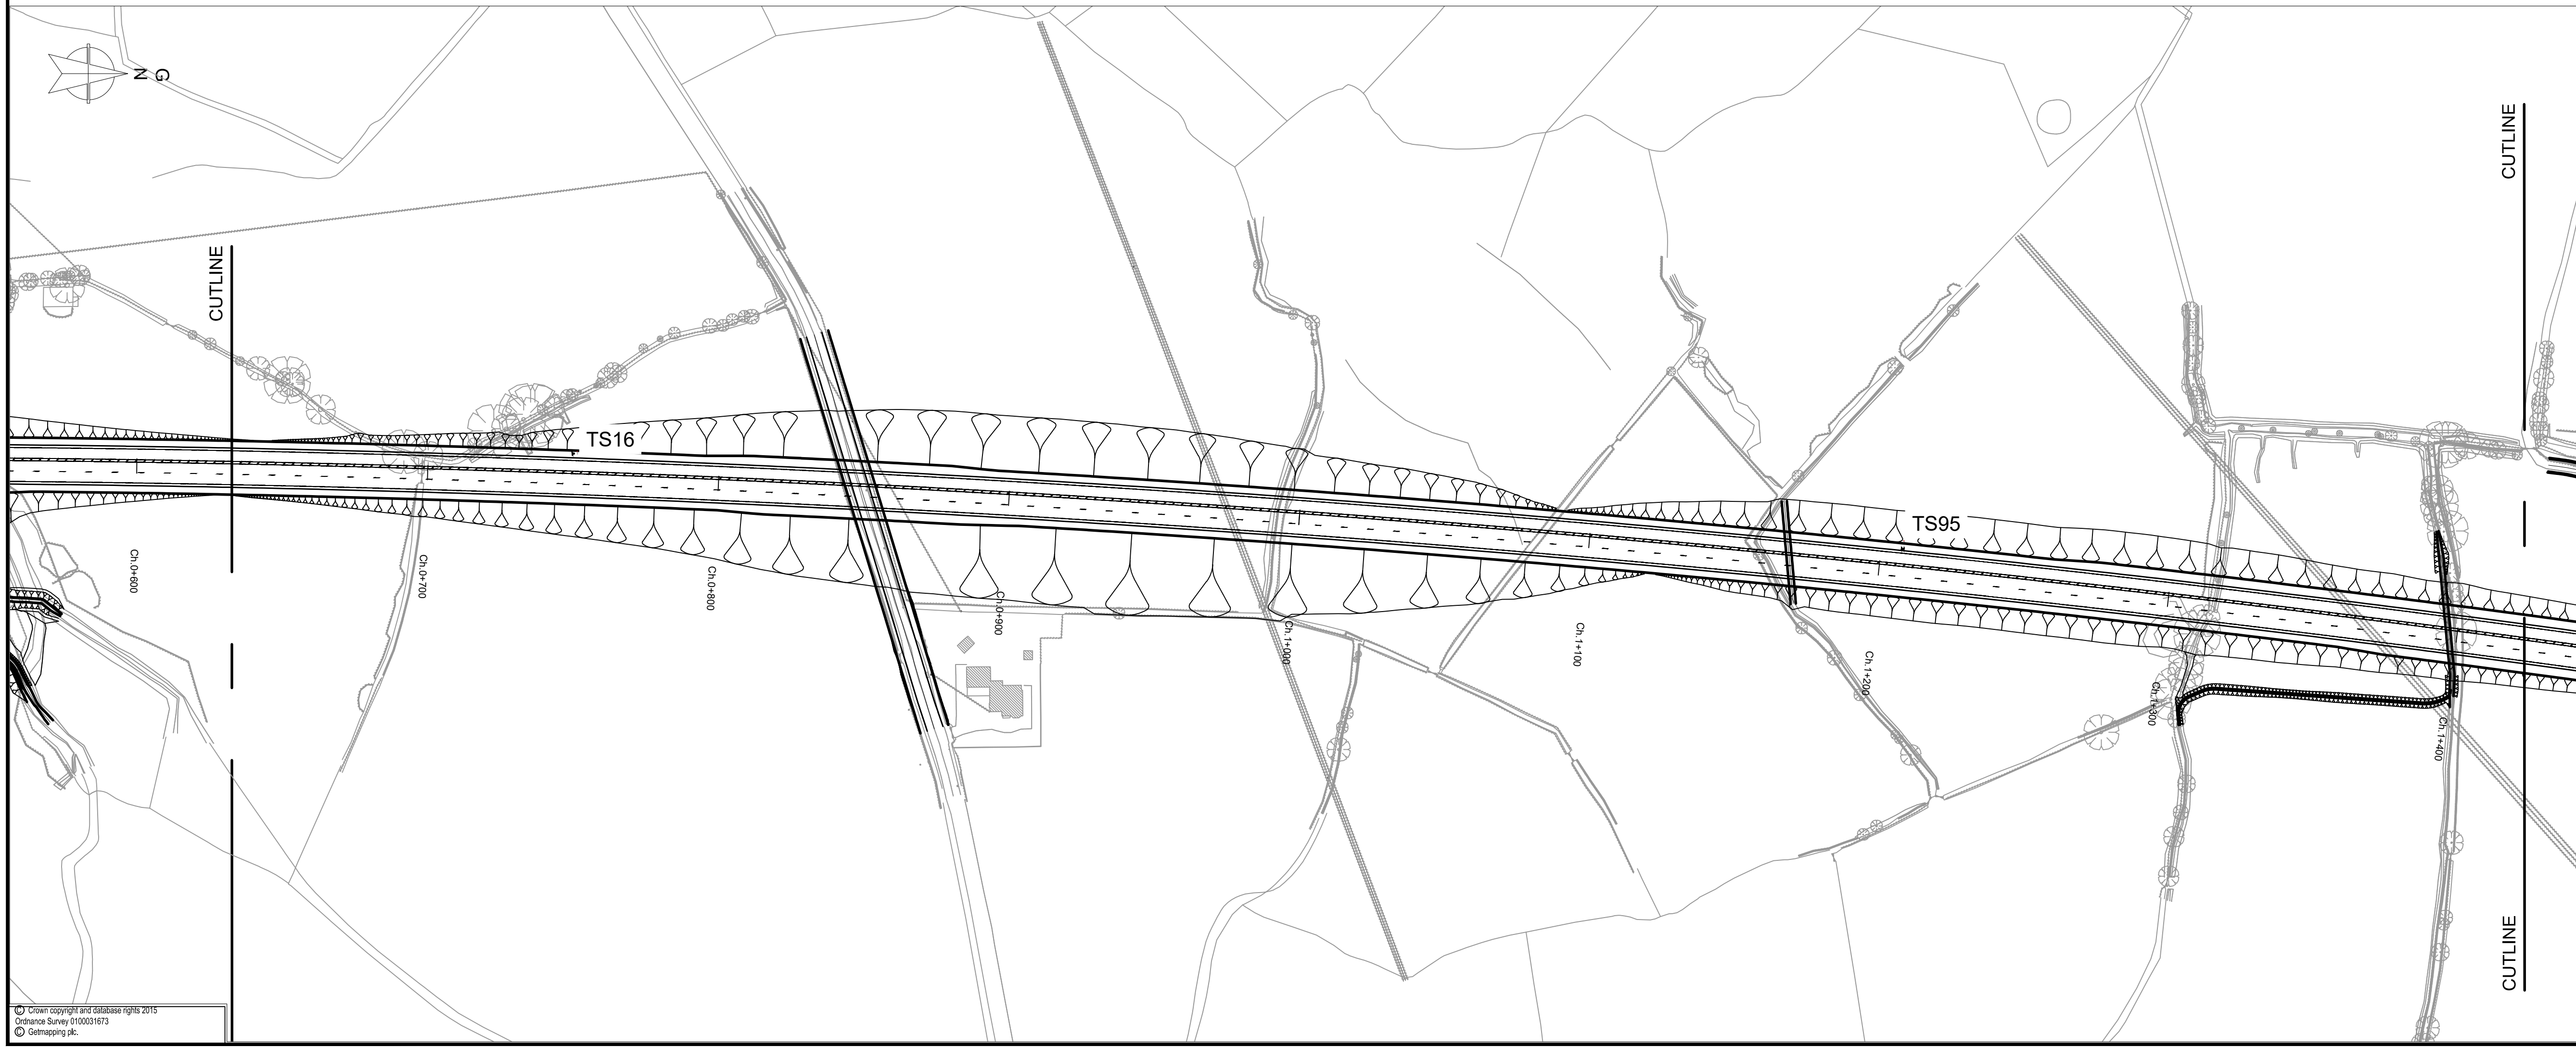 G
N
CUTLINE
CUTLINE
TS16
TS95
Ch.0+600
Ch.0+700
Ch.0+800
Ch.0+900
Ch.1+000
Ch.1+100
Ch.1+200
Ch.1+300
Ch.1+400
CUTLINE
© Crown copyright and database rights 2015
Ordnance Survey 0100031673
© Getmapping plc.